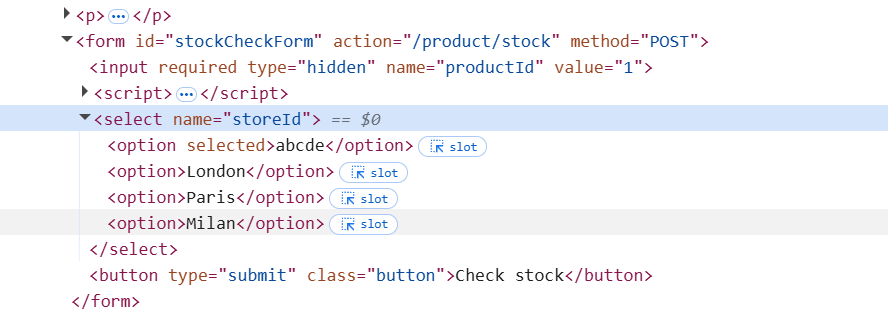 <p>...</p>
<form id="stockCheckForm" action="/product/stock" method="POST">
<input required type="hidden" name="productId" value="1">
<script>...</script>
<select name="storeId"> == $0
<option selected>abcde</option> slot
<option>London</option> slot
<option>Paris</option> slot
<option>Milan</option> slot
</select>
<button type="submit" class="button">Check stock</button>
</form>